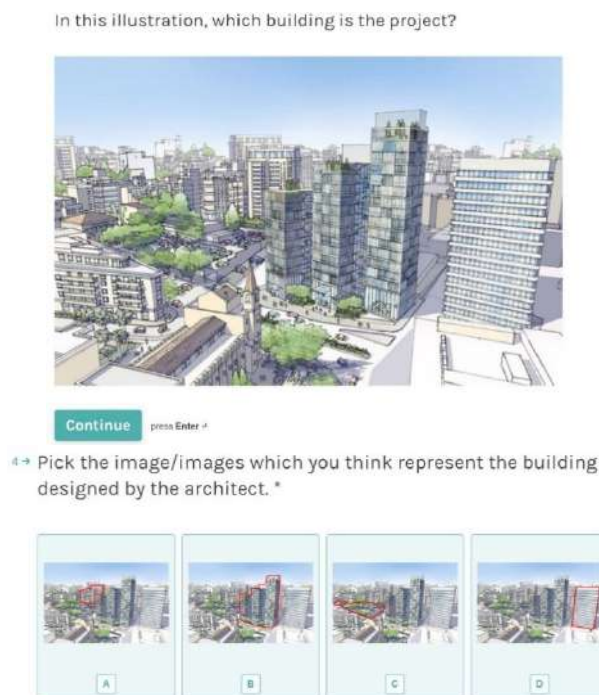 In this illustration, which building is the project?
Continue press Enter ↵
4→ Pick the image/images which you think represent the building
designed by the architect. *
A B C D